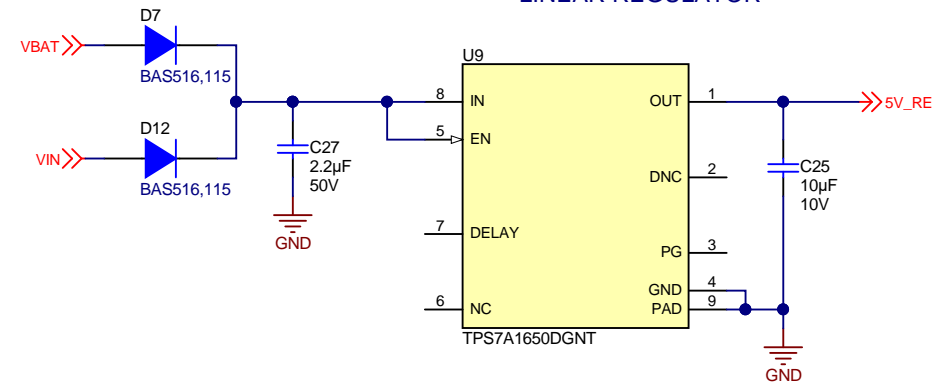 D7
VBAT
BAS516,115
D12
VIN
BAS516,115
C27
2.2µF
50V
GND
U9
8 IN
5 EN
7 DELAY
6 NC
OUT 1
DNC 2
PG 3
GND 4
PAD 9
TPS7A1650DGNT
5V_RE
C25
10µF
10V
GND